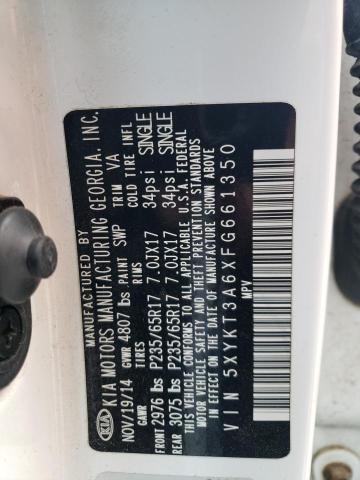 MANUFACTURED BY
KIA KIA MOTORS MANUFACTURING GEORGIA, INC.
NOV/19/14 GVWR 4807 lbs PAINT SWP TRIM VA
GAWR TIRES RIMS COLD TIRE INFL
FRONT 2976 lbs P235/65R17 7.0JX17 34psi SINGLE
REAR 3075 lbs P235/65R17 7.0JX17 34psi SINGLE
THIS VEHICLE CONFORMS TO ALL APPLICABLE U.S.A. FEDERAL
MOTOR VEHICLE SAFETY AND THEFT PREVENTION STANDARDS
IN EFFECT ON THE DATE OF MANUFACTURE SHOWN ABOVE
VIN 5XYKT3A6XFG661350
MPV